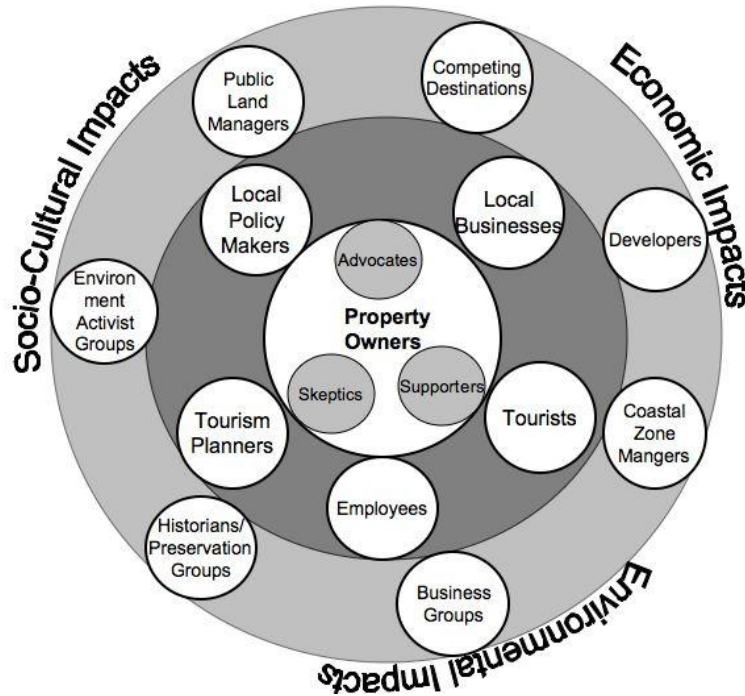 Socio-Cultural Impacts
Economic Impacts
Environmental Impacts
Public
Land
Managers
Competing
Destinations
Local
Policy
Makers
Local
Businesses
Developers
Environ
ment
Activist
Groups
Advocates
Property
Owners
Skeptics
Supporters
Tourism
Planners
Tourists
Coastal
Zone
Mangers
Employees
Historians/
Preservation
Groups
Business
Groups